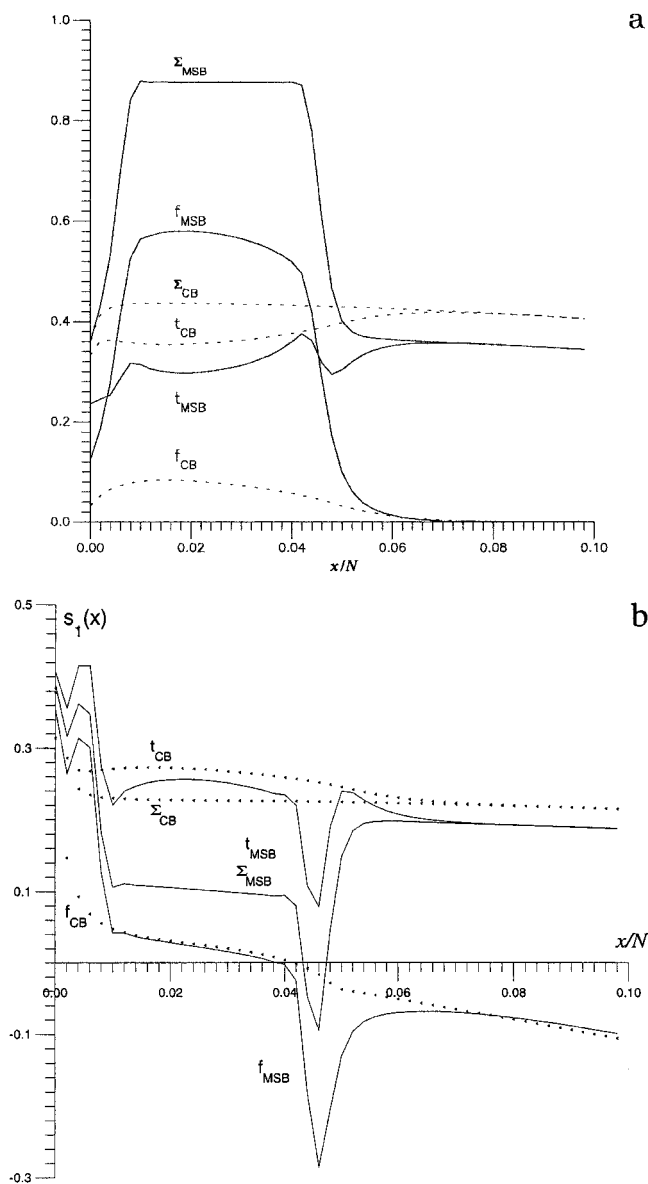 a
1.0
Σ_MSB
0.8
f_MSB
0.6
Σ_CB
0.4
t_CB
t_MSB
0.2
f_CB
0.0
0.00 0.02 0.04 0.06 0.08 0.10
x/N
b
0.5
s_1(x)
t_CB
0.3
Σ_CB
t_MSB
Σ_MSB
0.1
f_CB
x/N
0.00 0.02 0.04 0.06 0.08 0.10
-0.1
f_MSB
-0.3